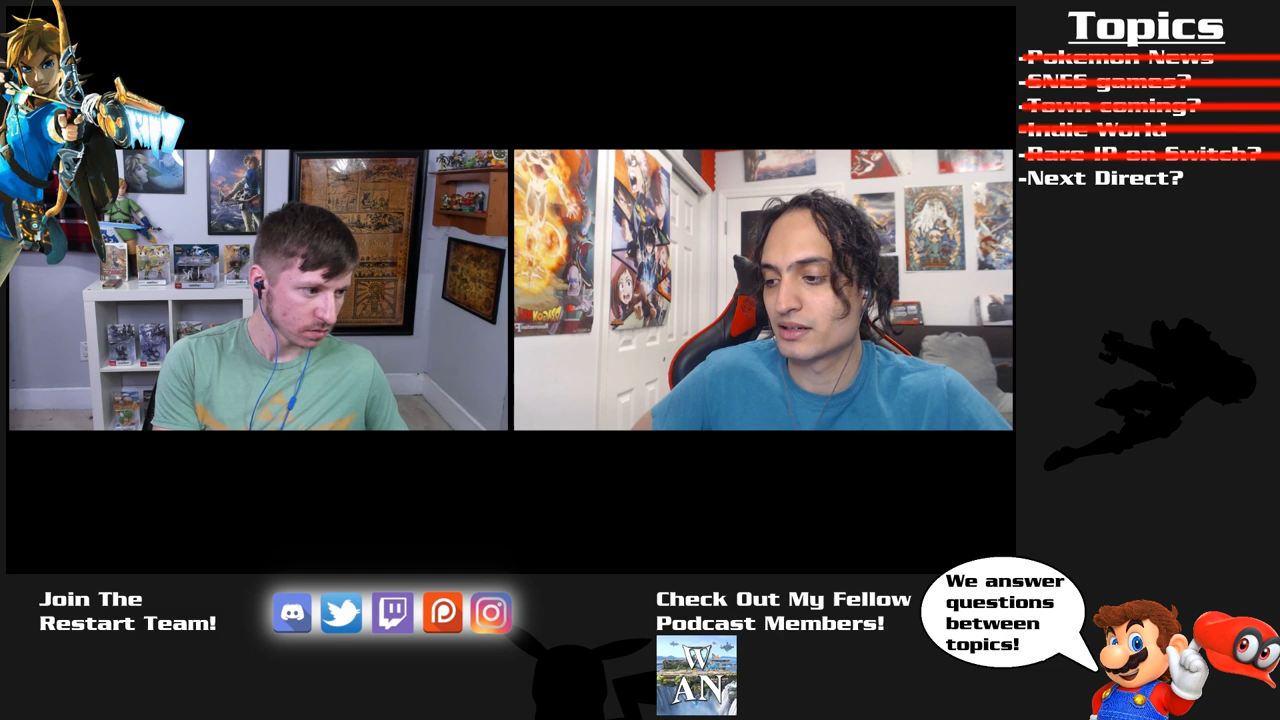 Topics
-Pokemon News
-SNES games?
-Town coming?
-Indie World
-Rare IP on Switch?
-Next Direct?
Join The
Restart Team!
Check Out My Fellow
Podcast Members!
W
AN
We answer
questions
between
topics!